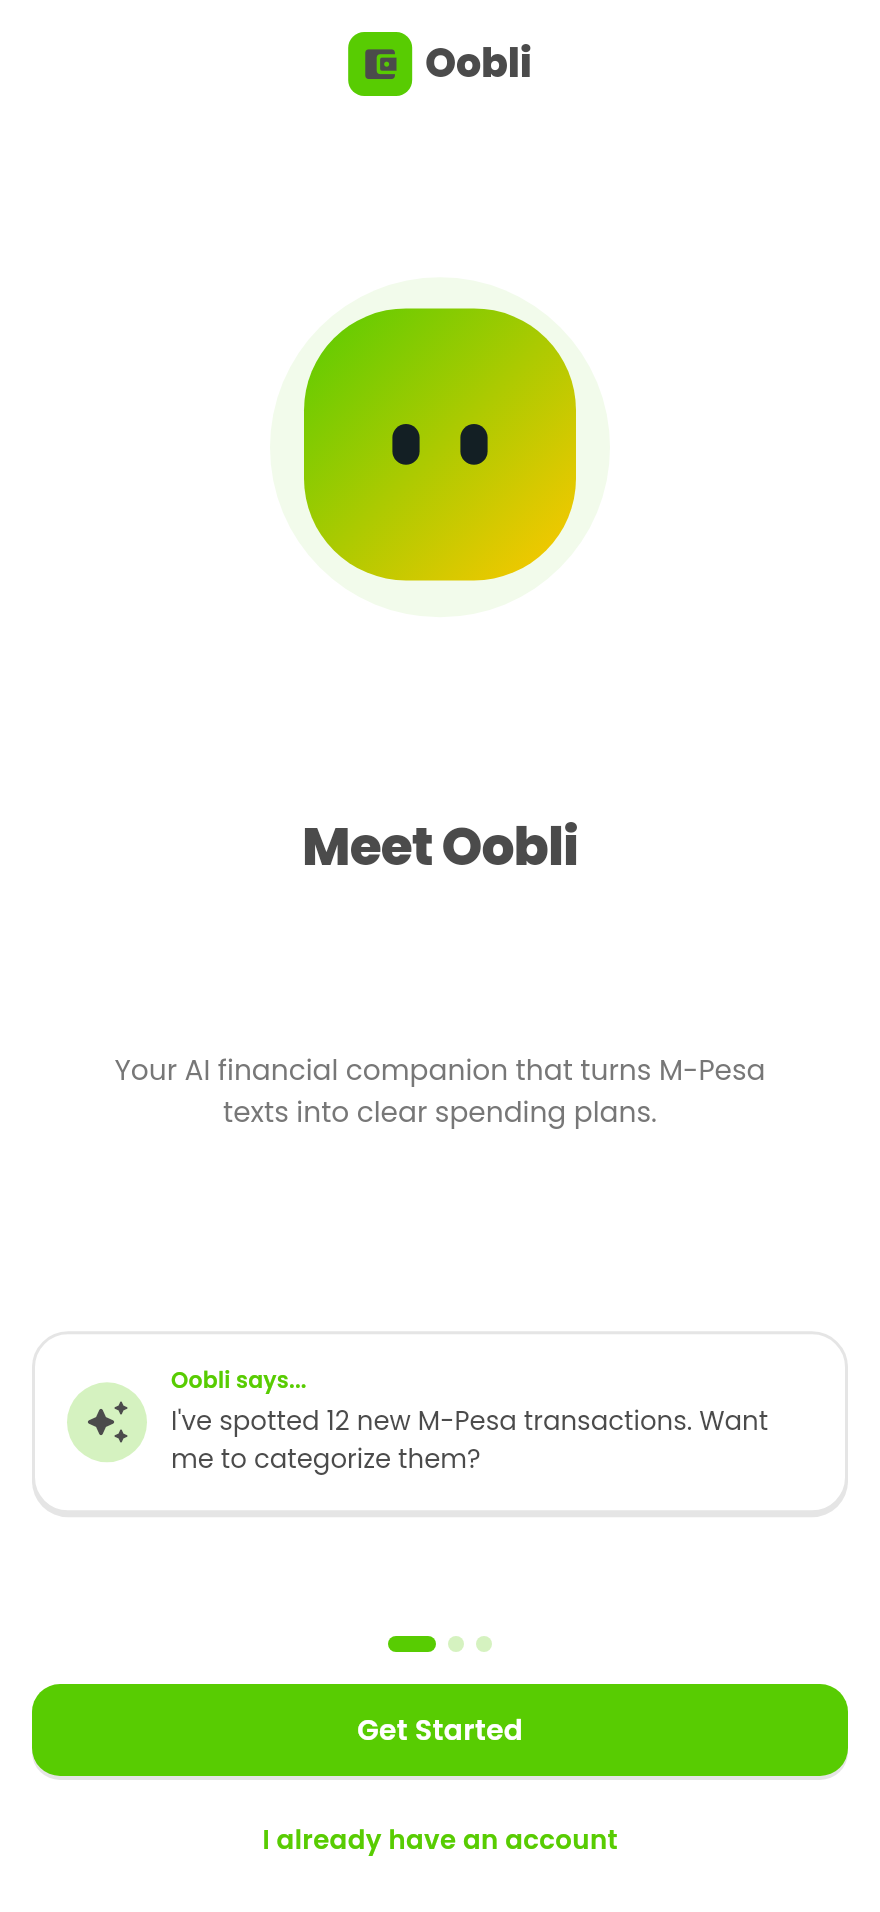 Oobli
Meet Oobli
Your AI financial companion that turns M-Pesa
texts into clear spending plans.
Oobli says...
I've spotted 12 new M-Pesa transactions. Want
me to categorize them?
Get Started
I already have an account